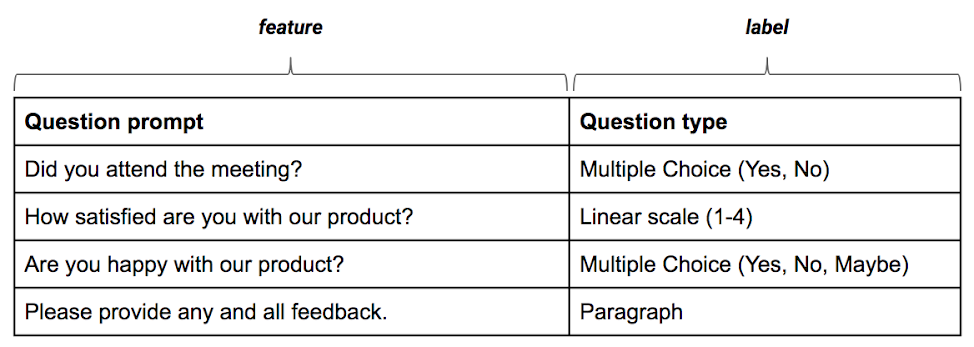 feature label
Question prompt Question type
Did you attend the meeting? Multiple Choice (Yes, No)
How satisfied are you with our product? Linear scale (1-4)
Are you happy with our product? Multiple Choice (Yes, No, Maybe)
Please provide any and all feedback. Paragraph